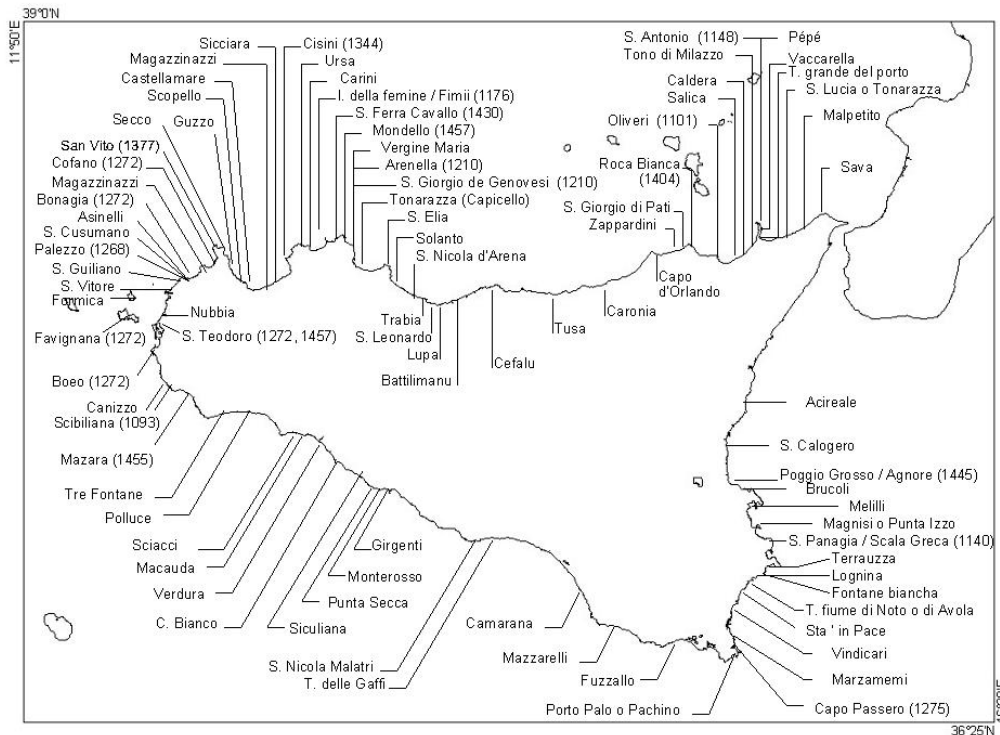 39°0'N
11°50'E
Sicciara
Magazzinazzi
Castellamare
Scopello
Secco
Guzzo
San Vito (1377)
Cofano (1272)
Magazzinazzi
Bonagia (1272)
Asinelli
S. Cusumano
Palezzo (1268)
S. Guiliano
S. Vitore
Formica
Favignana (1272)
Nubbia
S. Teodoro (1272, 1457)
Boeo (1272)
Canizzo
Scibiliana (1093)
Mazara (1455)
Tre Fontane
Polluce
Sciacci
Macauda
Verdura
C. Bianco
Siculiana
Punta Secca
Monterosso
Girgenti
S. Nicola Malatri
T. delle Gaffi
Camarana
Mazzarelli
Fuzzallo
Porto Palo o Pachino
Cisini (1344)
Ursa
Carini
I. della femine / Fimii (1176)
S. Ferra Cavallo (1430)
Mondello (1457)
Vergine Maria
Arenella (1210)
S. Giorgio de Genovesi (1210)
Tonarazza (Capicello)
S. Elia
Solanto
S. Nicola d'Arena
Trabia
S. Leonardo
Lupa
Battilimanu
Cefalu
Tusa
Caronia
Capo
d'Orlando
Zappardini
S. Giorgio di Pati
Roca Bianca
(1404)
Oliveri (1101)
Salica
Caldera
Tono di Milazzo
S. Antonio (1148)
Pépé
Vaccarella
T. grande del porto
S. Lucia o Tonarazza
Malpetito
Sava
Acireale
S. Calogero
Poggio Grosso / Agnore (1445)
Brucoli
Melilli
Magnisi o Punta Izzo
S. Panagia / Scala Greca (1140)
Terrauzza
Lognina
Fontane biancha
T. fiume di Noto o di Avola
Sta ' in Pace
Vindicari
Marzamemi
Capo Passero (1275)
36°25'N